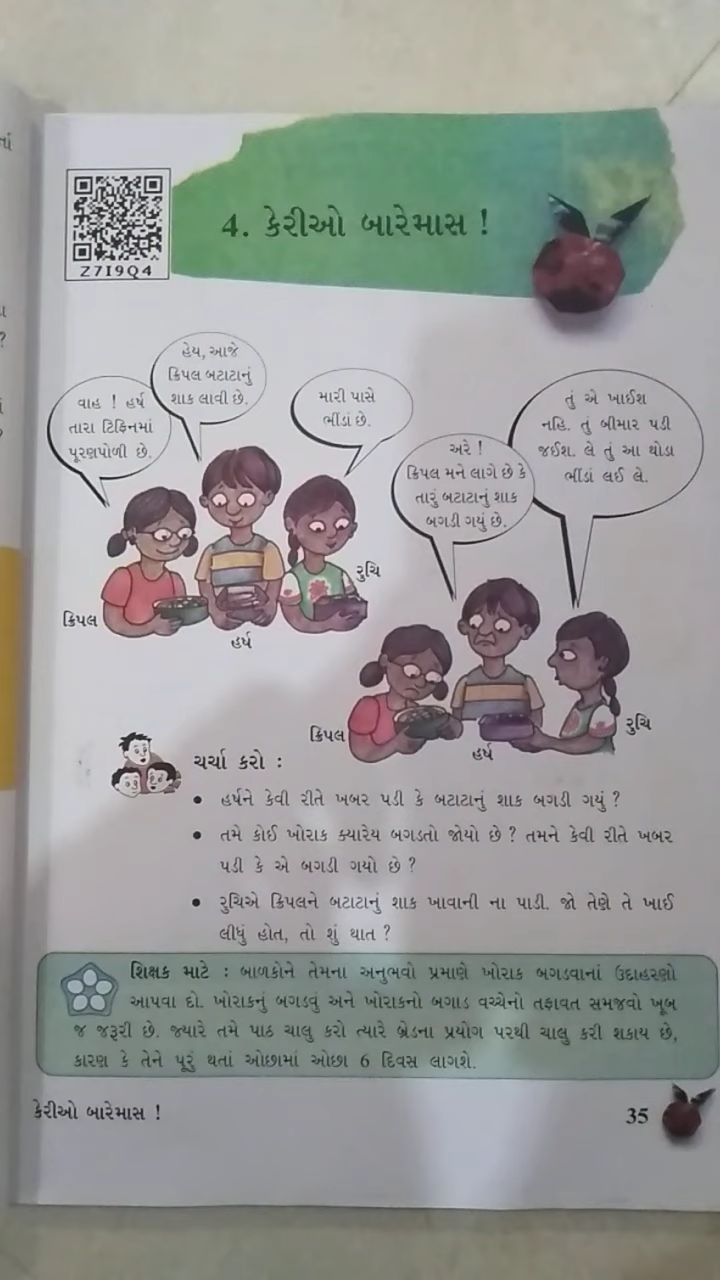 Z7I9Q4
4. કેરીઓ બારેમાસ !
હેય, આજે
ક્રિપલ બટાટાનું
શાક લાવી છે.
વાહ ! હર્ષ
તારા ટિફિનમાં
પૂરણપોળી છે.
મારી પાસે
ભીંડાં છે.
અરે !
ક્રિપલ મને લાગે છે કે
તારું બટાટાનું શાક
બગડી ગયું છે.
તું એ ખાઈશ
નહિ. તું બીમાર પડી
જઈશ. લે તું આ થોડા
ભીંડાં લઈ લે.
ક્રિપલ
હર્ષ
રુચિ
ક્રિપલ
હર્ષ
રુચિ
ચર્ચા કરો :
• હર્ષને કેવી રીતે ખબર પડી કે બટાટાનું શાક બગડી ગયું ?
• તમે કોઈ ખોરાક ક્યારેય બગડતો જોયો છે ? તમને કેવી રીતે ખબર
પડી કે એ બગડી ગયો છે ?
• રુચિએ ક્રિપલને બટાટાનું શાક ખાવાની ના પાડી. જો તેણે તે ખાઈ
લીધું હોત, તો શું થાત ?
શિક્ષક માટે : બાળકોને તેમના અનુભવો પ્રમાણે ખોરાક બગડવાનાં ઉદાહરણો
આપવા દો. ખોરાકનું બગડવું અને ખોરાકનો બગાડ વચ્ચેનો તફાવત સમજવો ખૂબ
જ જરૂરી છે. જ્યારે તમે પાઠ ચાલુ કરો ત્યારે બ્રેડના પ્રયોગ પરથી ચાલુ કરી શકાય છે,
કારણ કે તેને પૂરું થતાં ઓછામાં ઓછા 6 દિવસ લાગશે.
કેરીઓ બારેમાસ !
35